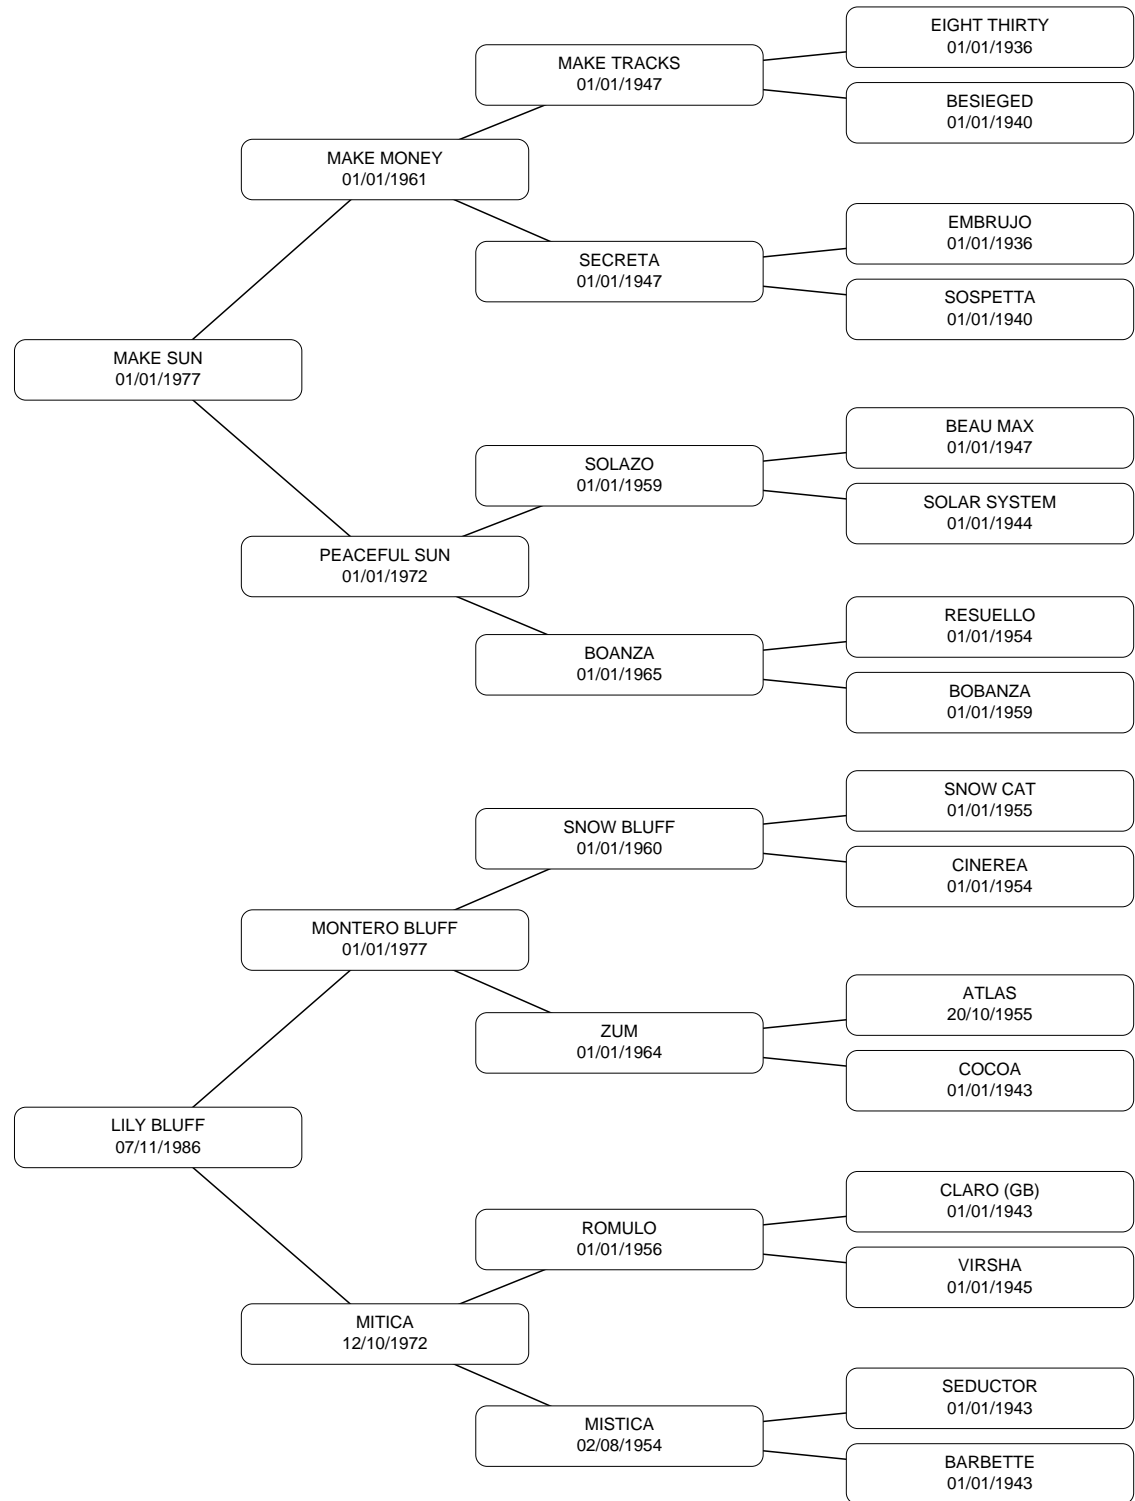 EIGHT THIRTY
01/01/1936
MAKE TRACKS
01/01/1947
BESIEGED
01/01/1940
MAKE MONEY
01/01/1961
EMBRUJO
01/01/1936
SECRETA
01/01/1947
SOSPETTA
01/01/1940
MAKE SUN
01/01/1977
BEAU MAX
01/01/1947
SOLAZO
01/01/1959
SOLAR SYSTEM
01/01/1944
PEACEFUL SUN
01/01/1972
RESUELLO
01/01/1954
BOANZA
01/01/1965
BOBANZA
01/01/1959
SNOW CAT
01/01/1955
SNOW BLUFF
01/01/1960
CINEREA
01/01/1954
MONTERO BLUFF
01/01/1977
ATLAS
20/10/1955
ZUM
01/01/1964
COCOA
01/01/1943
LILY BLUFF
07/11/1986
CLARO (GB)
01/01/1943
ROMULO
01/01/1956
VIRSHA
01/01/1945
MITICA
12/10/1972
SEDUCTOR
01/01/1943
MISTICA
02/08/1954
BARBETTE
01/01/1943